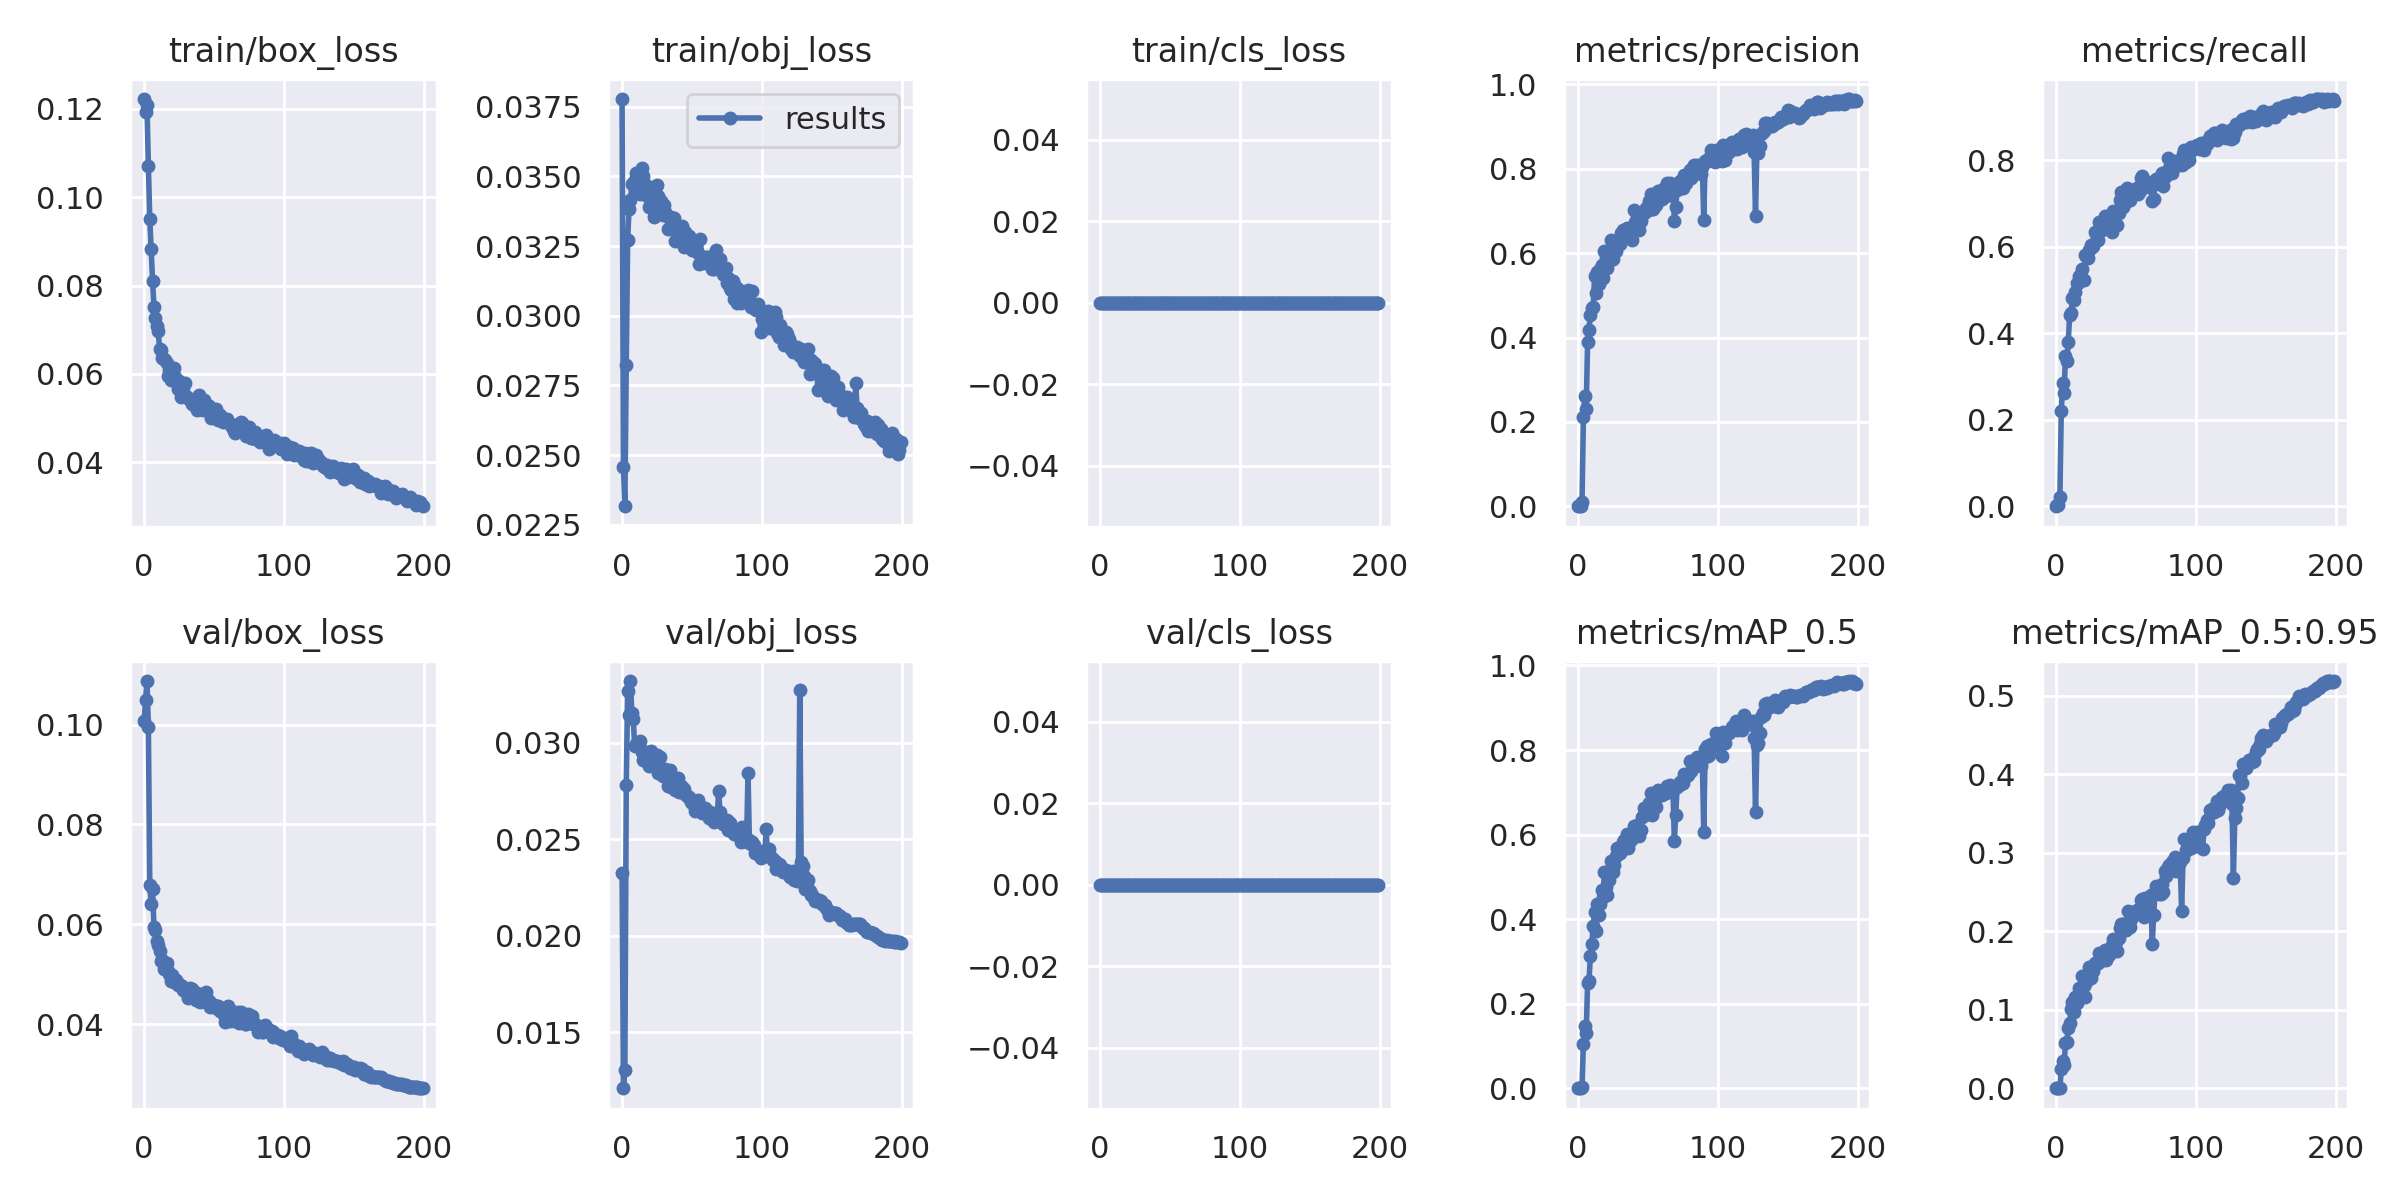 train/box_loss train/obj_loss train/cls_loss metrics/precision metrics/recall
results
0.12 0.10 0.08 0.06 0.04
0.0375 0.0350 0.0325 0.0300 0.0275 0.0250 0.0225
0.04 0.02 0.00 −0.02 −0.04
1.0 0.8 0.6 0.4 0.2 0.0
0.8 0.6 0.4 0.2 0.0
0 100 200 0 100 200 0 100 200 0 100 200 0 100 200
val/box_loss val/obj_loss val/cls_loss metrics/mAP_0.5 metrics/mAP_0.5:0.95
0.10 0.08 0.06 0.04
0.030 0.025 0.020 0.015
0.04 0.02 0.00 −0.02 −0.04
1.0 0.8 0.6 0.4 0.2 0.0
0.5 0.4 0.3 0.2 0.1 0.0
0 100 200 0 100 200 0 100 200 0 100 200 0 100 200